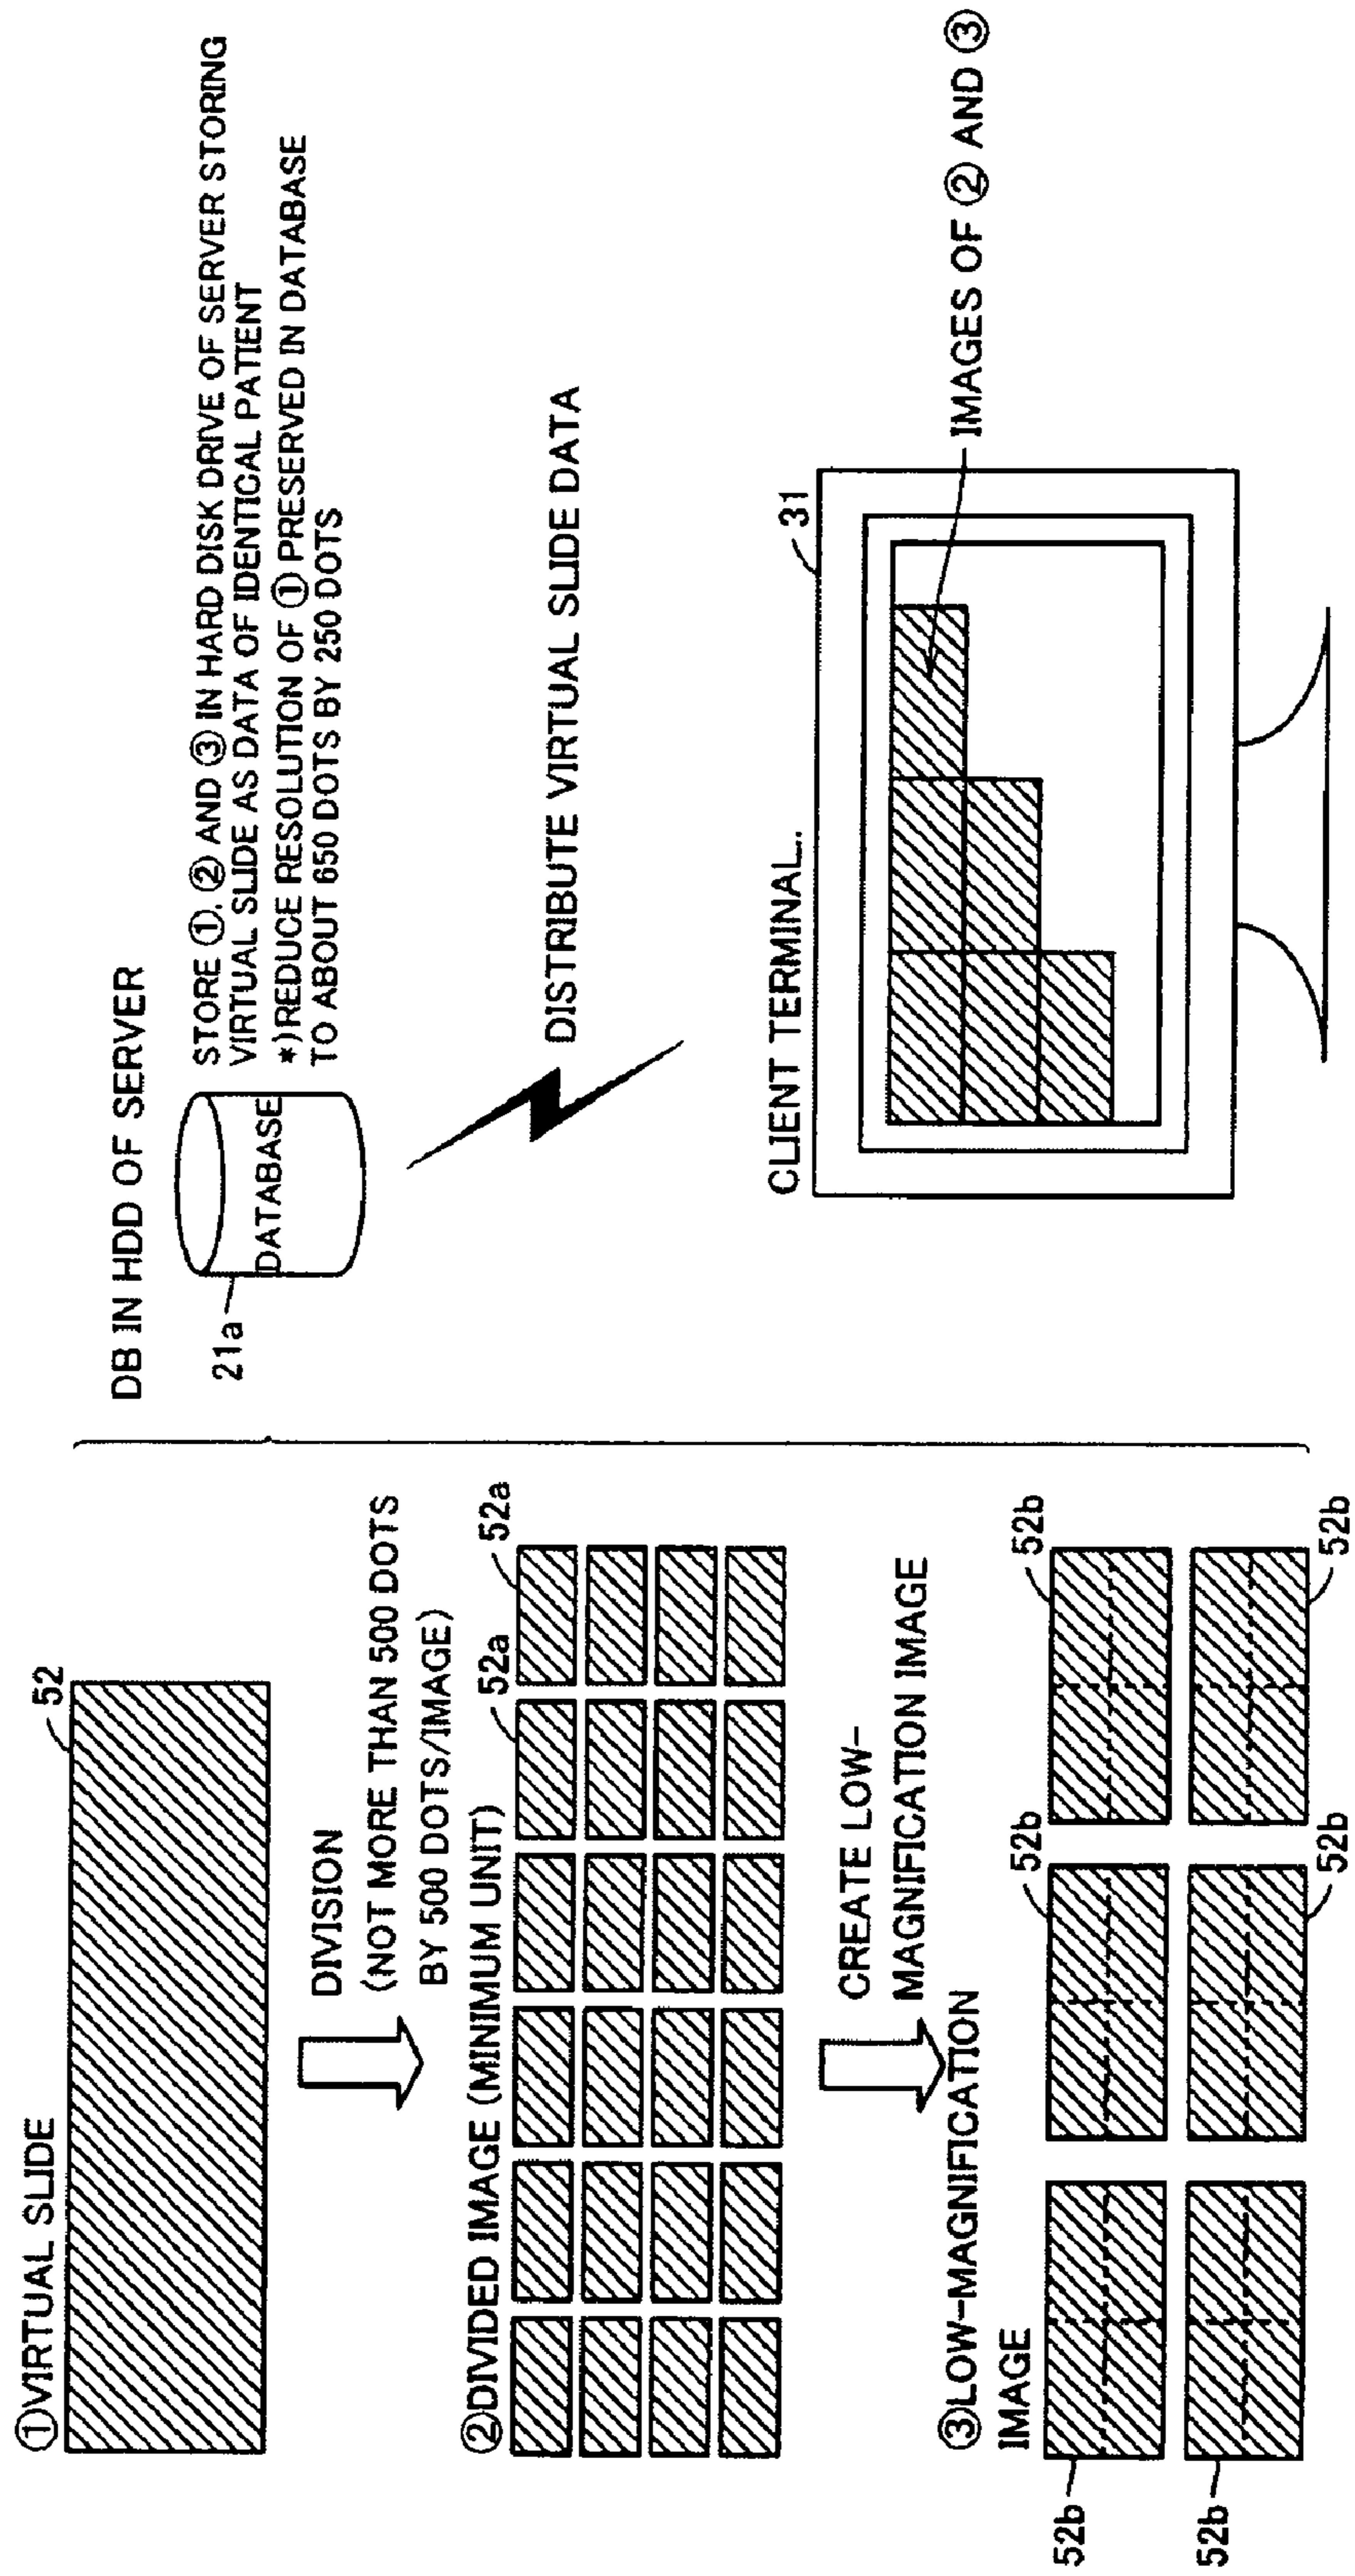 ①VIRTUAL SLIDE
52
DIVISION
(NOT MORE THAN 500 DOTS
BY 500 DOTS/IMAGE)
②DIVIDED IMAGE (MINIMUM UNIT)
52a
52a
CREATE LOW-
MAGNIFICATION IMAGE
③LOW-MAGNIFICATION
IMAGE
52b
52b
52b
52b
52b
52b
DB IN HDD OF SERVER
21a
DATABASE
STORE ①. ② AND ③ IN HARD DISK DRIVE OF SERVER STORING
VIRTUAL SLIDE AS DATA OF IDENTICAL PATIENT
*)REDUCE RESOLUTION OF ① PRESERVED IN DATABASE
TO ABOUT 650 DOTS BY 250 DOTS
DISTRIBUTE VIRTUAL SLIDE DATA
CLIENT TERMINAL..
31
IMAGES OF ② AND ③